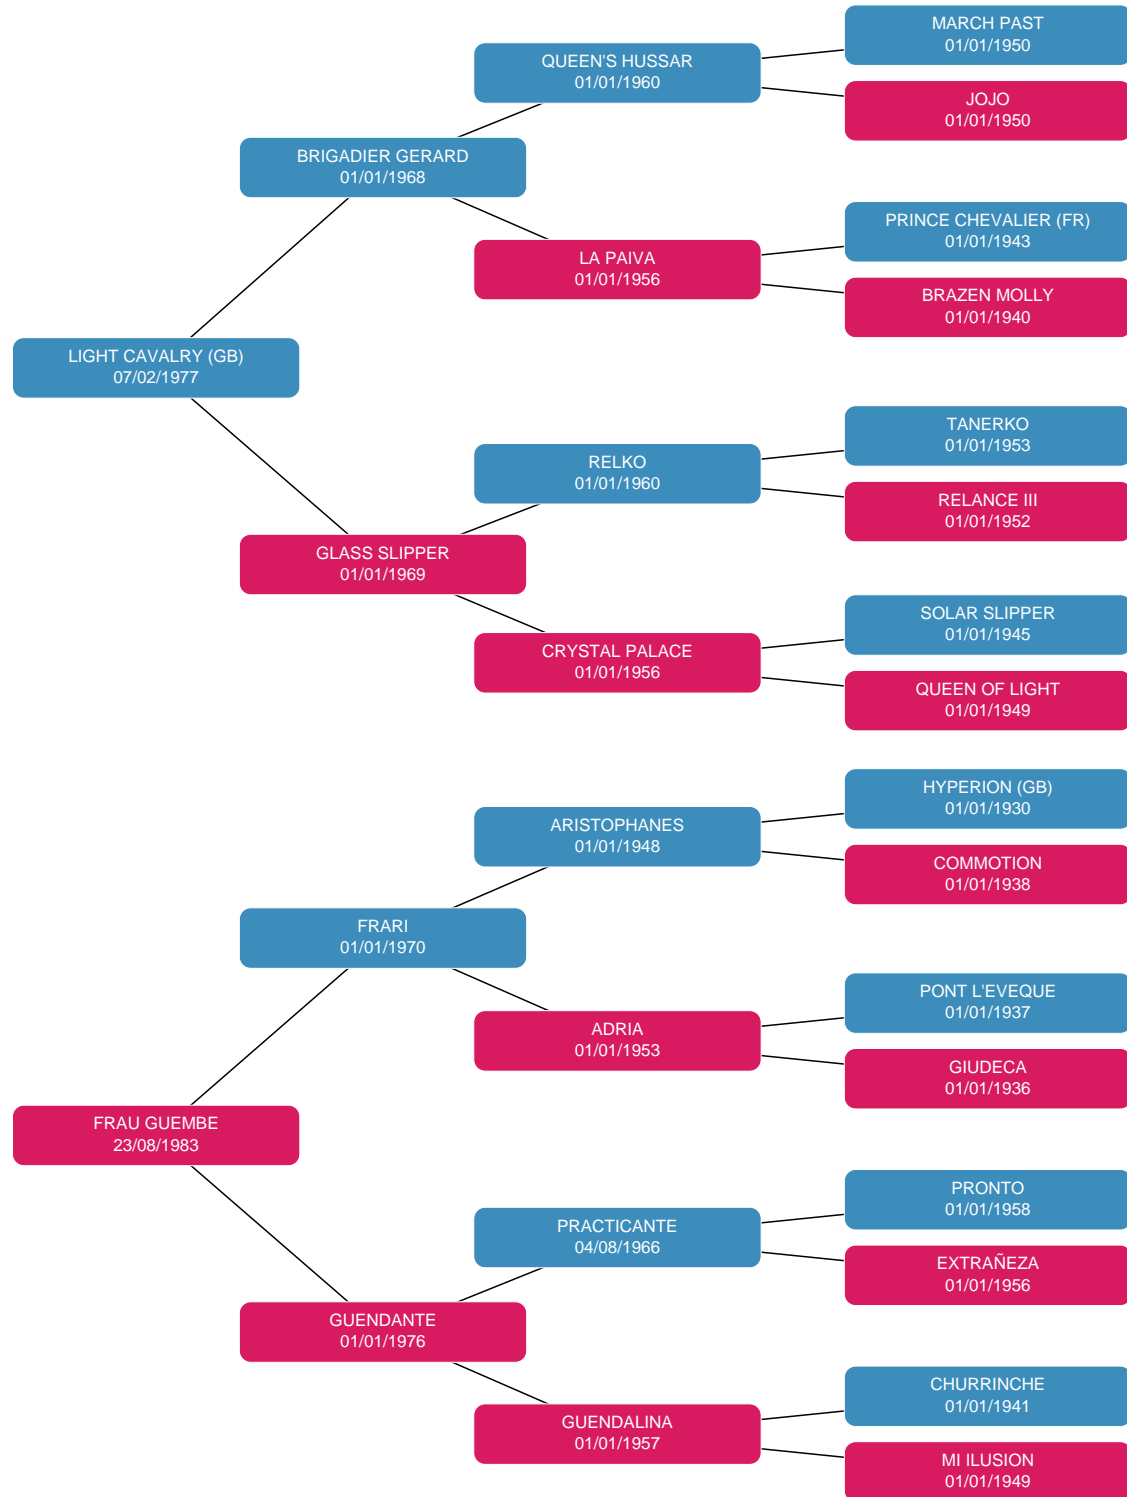 MARCH PAST
01/01/1950
QUEEN'S HUSSAR
01/01/1960
JOJO
01/01/1950
BRIGADIER GERARD
01/01/1968
PRINCE CHEVALIER (FR)
01/01/1943
LA PAIVA
01/01/1956
BRAZEN MOLLY
01/01/1940
LIGHT CAVALRY (GB)
07/02/1977
TANERKO
01/01/1953
RELKO
01/01/1960
RELANCE III
01/01/1952
GLASS SLIPPER
01/01/1969
SOLAR SLIPPER
01/01/1945
CRYSTAL PALACE
01/01/1956
QUEEN OF LIGHT
01/01/1949
HYPERION (GB)
01/01/1930
ARISTOPHANES
01/01/1948
COMMOTION
01/01/1938
FRARI
01/01/1970
PONT L'EVEQUE
01/01/1937
ADRIA
01/01/1953
GIUDECA
01/01/1936
FRAU GUEMBE
23/08/1983
PRONTO
01/01/1958
PRACTICANTE
04/08/1966
EXTRAÑEZA
01/01/1956
GUENDANTE
01/01/1976
CHURRINCHE
01/01/1941
GUENDALINA
01/01/1957
MI ILUSION
01/01/1949